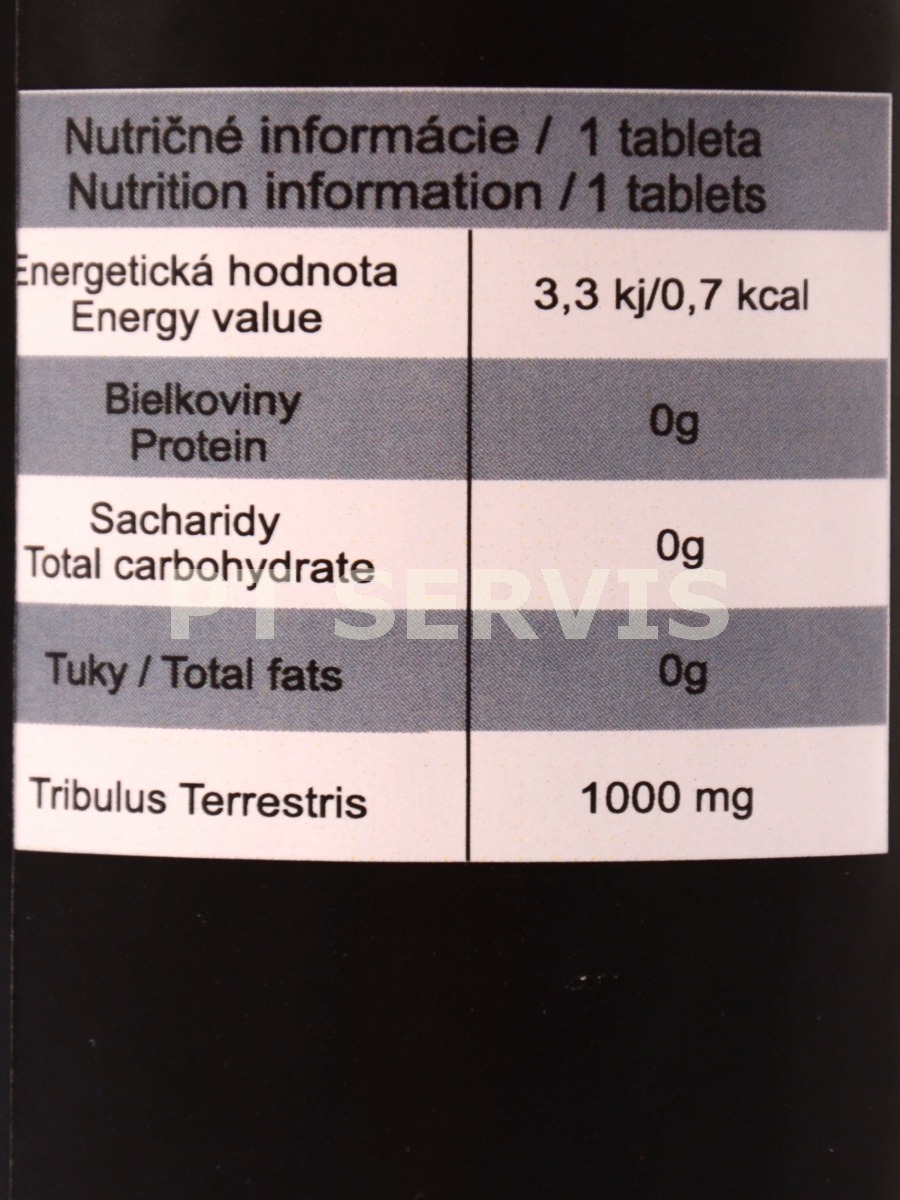 Nutričné informácie / 1 tableta
Nutrition information / 1 tablets
Energetická hodnota
Energy value
3,3 kj/0,7 kcal
Bielkoviny
Protein
0g
Sacharidy
Total carbohydrate
0g
PT SERVIS
Tuky / Total fats
0g
Tribulus Terrestris
1000 mg